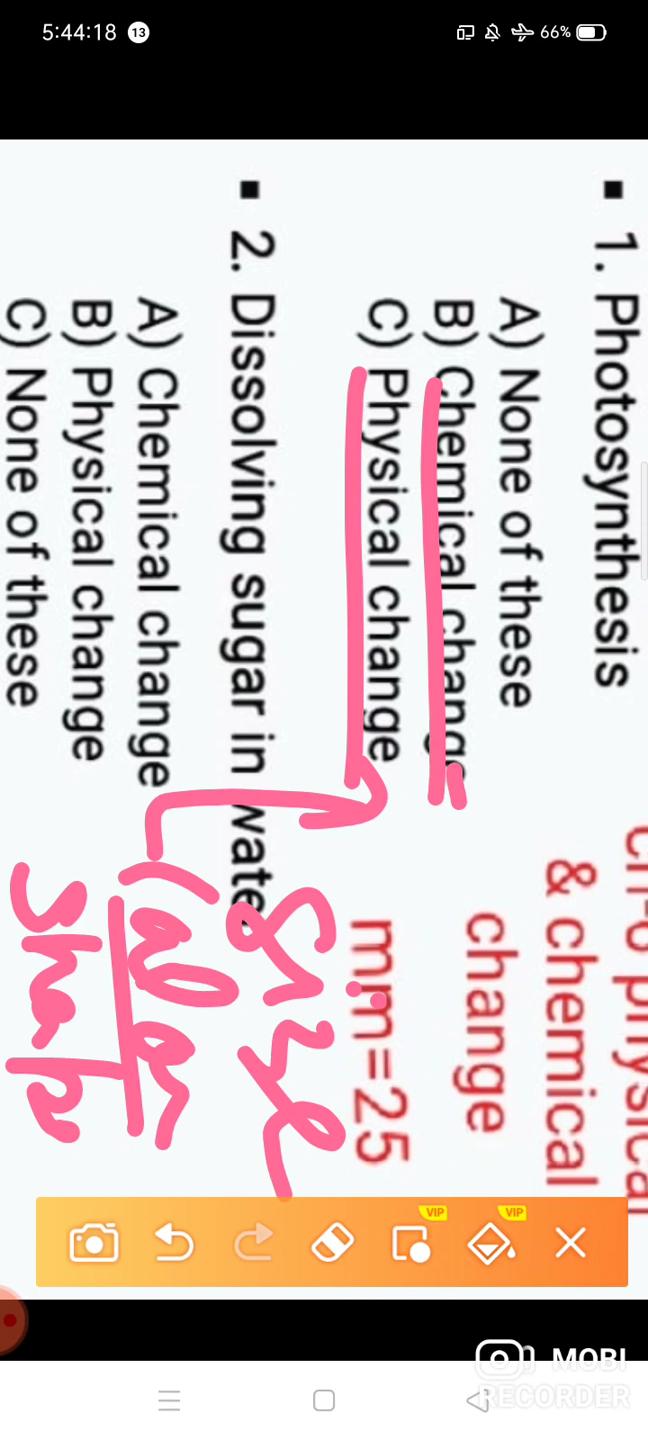 5:44:18 13
66%
■ 1. Photosynthesis
A) None of these
B) Chemical change
C) Physical change
■ 2. Dissolving sugar in wate
A) Chemical change
B) Physical change
C) None of these
& chemical
change
mm=25
size
shape
VIP VIP
MOBI
RECORDER